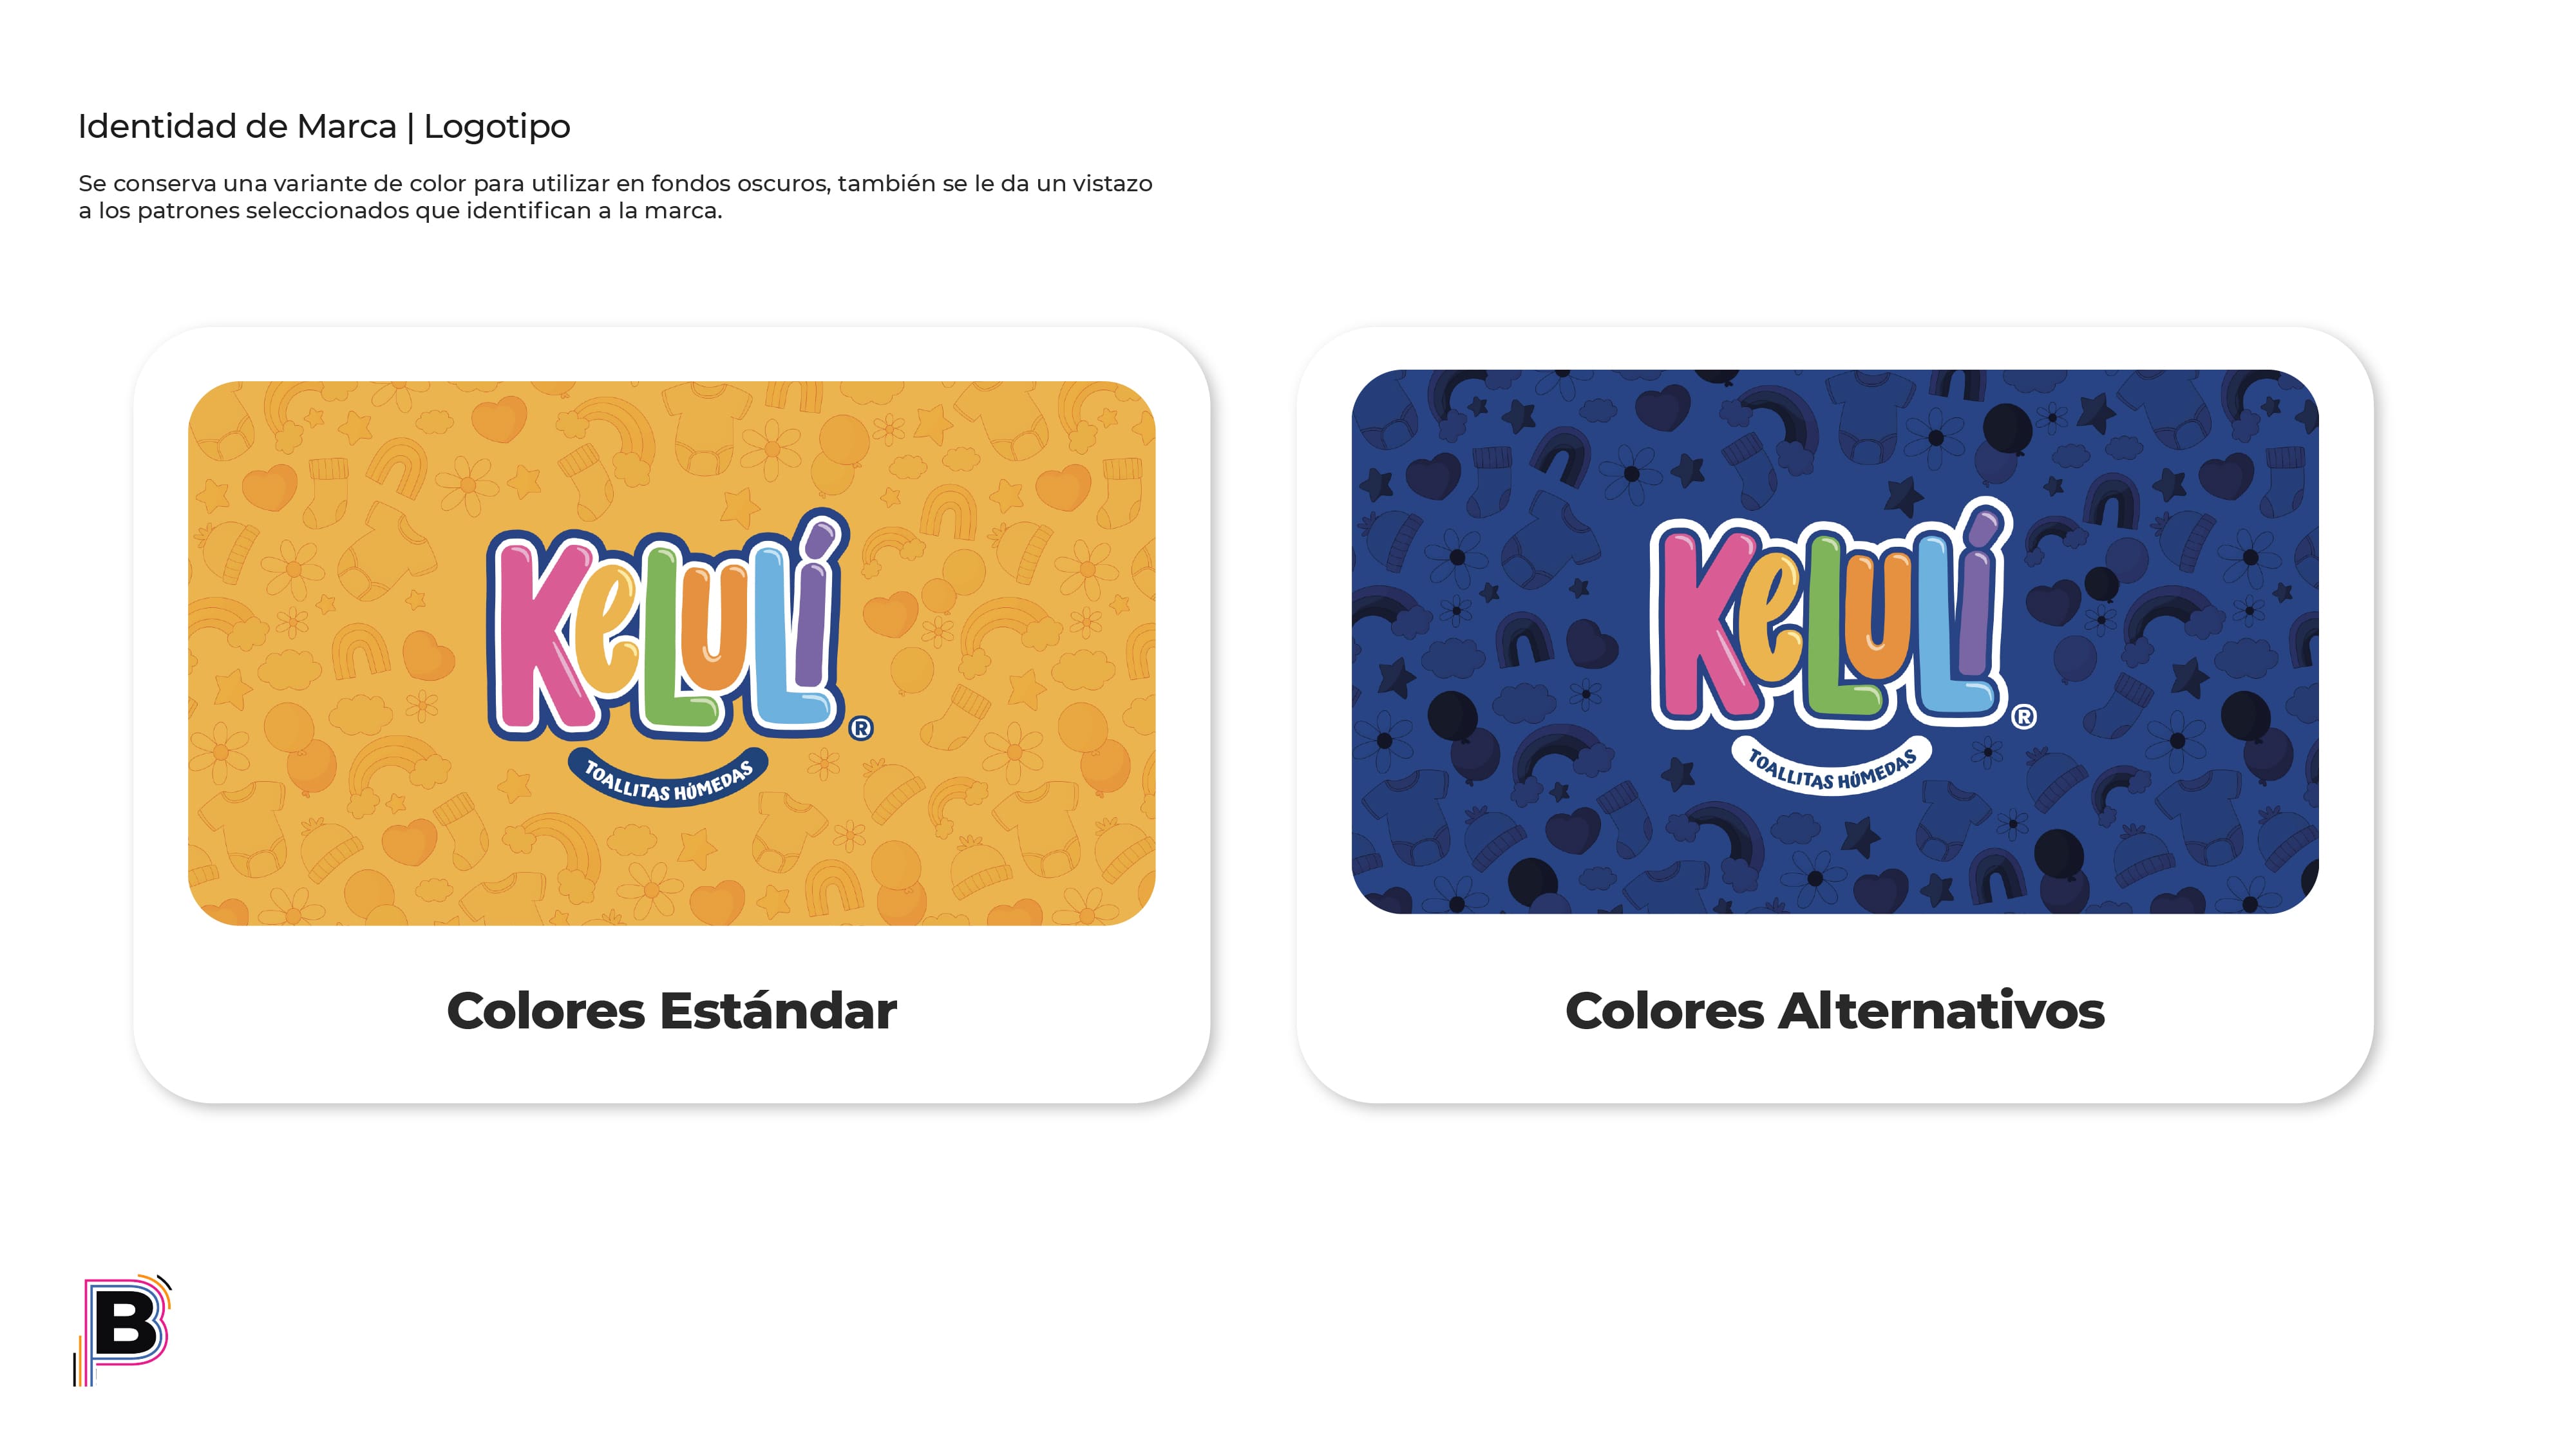 Identidad de Marca | Logotipo
Se conserva una variante de color para utilizar en fondos oscuros, también se le da un vistazo
a los patrones seleccionados que identifican a la marca.
KeLuLí
®
TOALLITAS HÚMEDAS
Colores Estándar
KeLuLí
®
TOALLITAS HÚMEDAS
Colores Alternativos
B